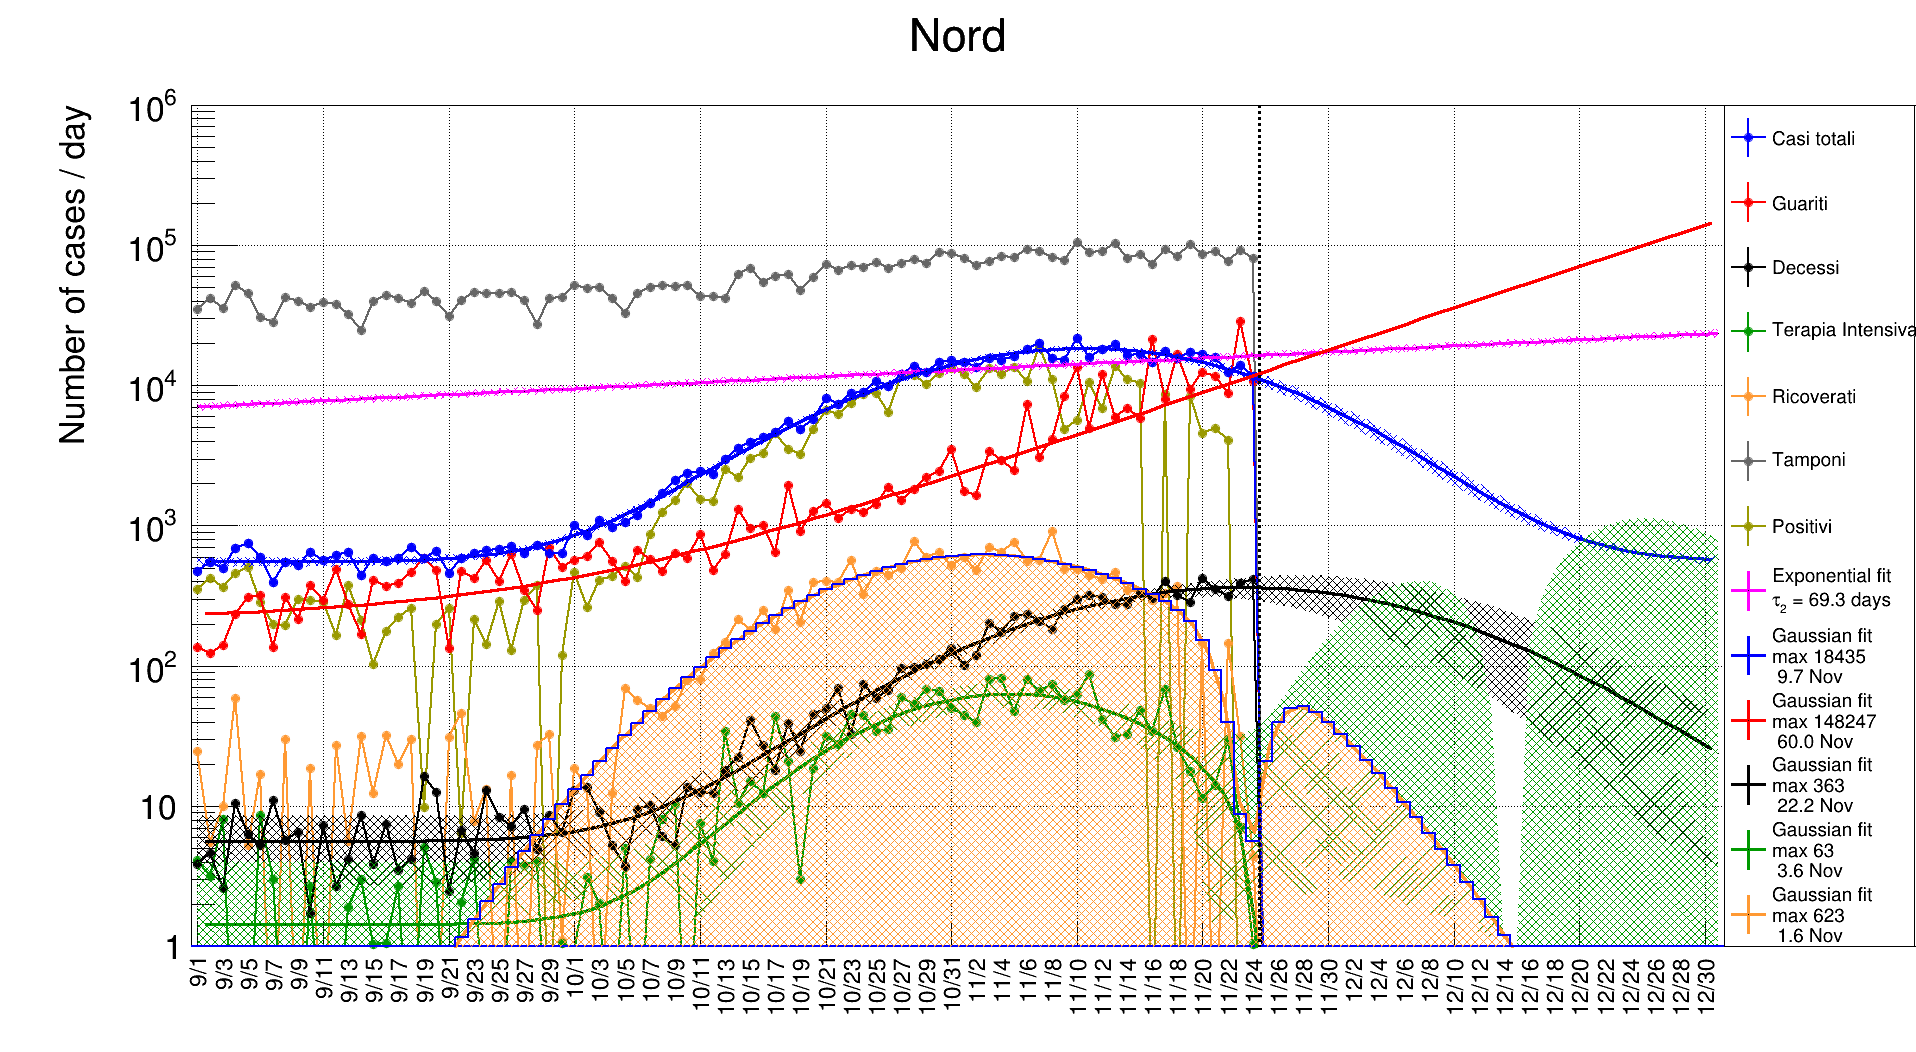 Nord
Number of cases / day
10^6
10^5
10^4
10^3
10^2
10
1
9/1 9/3 9/5 9/7 9/9 9/11 9/13 9/15 9/17 9/19 9/21 9/23 9/25 9/27 9/29 10/1 10/3 10/5 10/7 10/9 10/11 10/13 10/15 10/17 10/19 10/21 10/23 10/25 10/27 10/29 10/31 11/2 11/4 11/6 11/8 11/10 11/12 11/14 11/16 11/18 11/20 11/22 11/24 11/26 11/28 11/30 12/2 12/4 12/6 12/8 12/10 12/12 12/14 12/16 12/18 12/20 12/22 12/24 12/26 12/28 12/30
Casi totali
Guariti
Decessi
Terapia Intensiva
Ricoverati
Tamponi
Positivi
Exponential fit
τ2 = 69.3 days
Gaussian fit
max 18435
9.7 Nov
Gaussian fit
max 148247
60.0 Nov
Gaussian fit
max 363
22.2 Nov
Gaussian fit
max 63
3.6 Nov
Gaussian fit
max 623
1.6 Nov